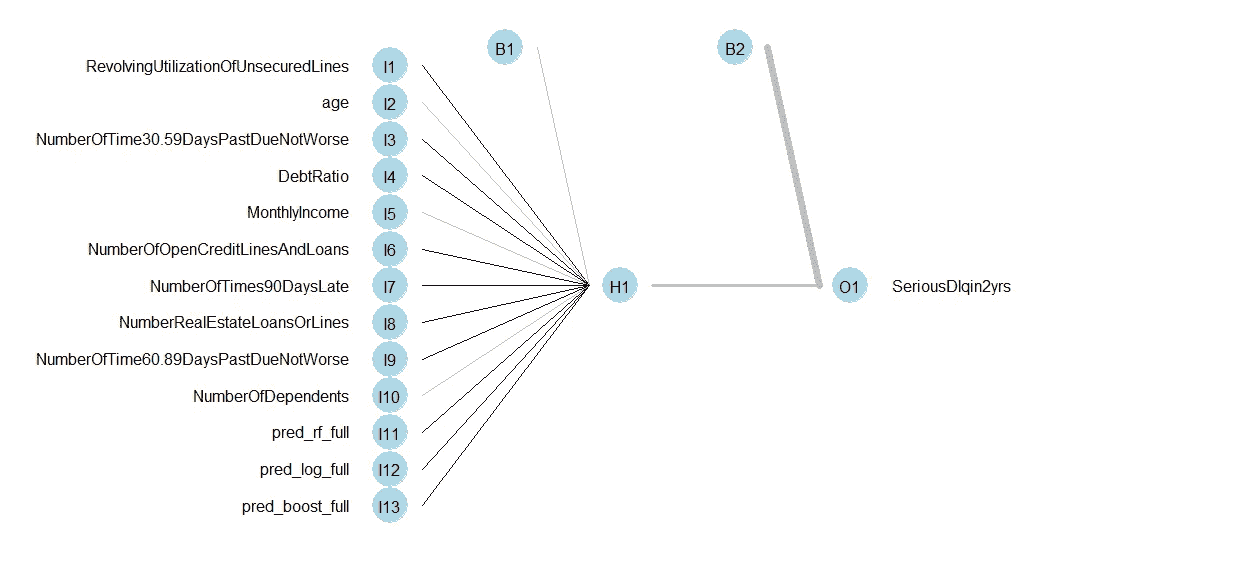 B1
B2
RevolvingUtilizationOfUnsecuredLines I1
age I2
NumberOfTime30.59DaysPastDueNotWorse I3
DebtRatio I4
MonthlyIncome I5
NumberOfOpenCreditLinesAndLoans I6
NumberOfTimes90DaysLate I7
H1
O1
SeriousDlqin2yrs
NumberRealEstateLoansOrLines I8
NumberOfTime60.89DaysPastDueNotWorse I9
NumberOfDependents I10
pred_rf_full I11
pred_log_full I12
pred_boost_full I13